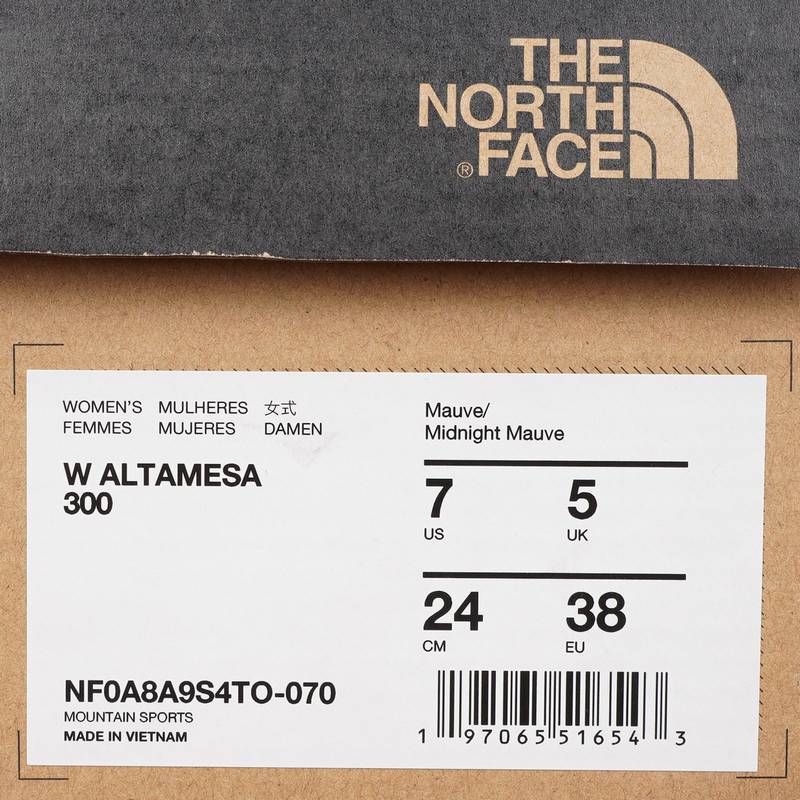 THE
NORTH
® FACE
WOMEN'S MULHERES 女式
FEMMES MUJERES DAMEN
W ALTAMESA
300
Mauve/
Midnight Mauve
7 5
US UK
24 38
CM EU
NF0A8A9S4TO-070
MOUNTAIN SPORTS
MADE IN VIETNAM
1 97065 51654 3